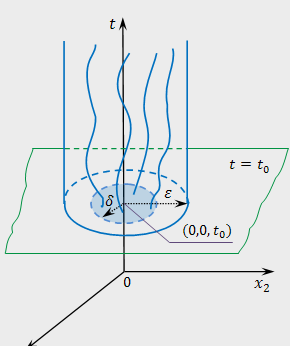 t
t = t₀
δ
ε
(0,0, t₀)
0
x₂